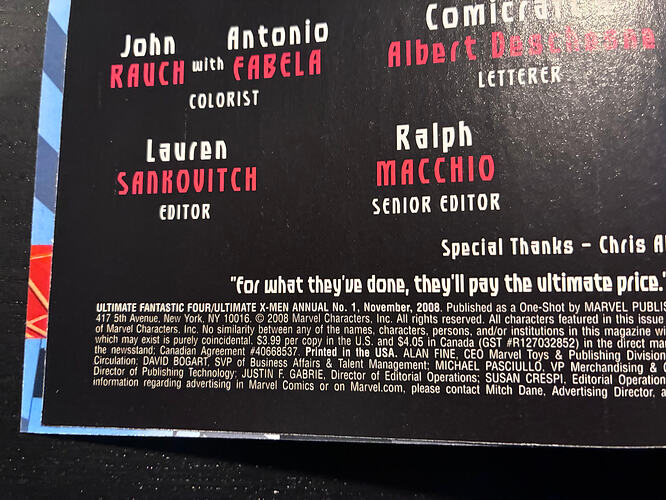 John Antonio
RAUCH with FABELA
COLORIST
Comicraft's
Albert Deschesne
LETTERER
Lauren
SANKOVITCH
EDITOR
Ralph
MACCHIO
SENIOR EDITOR
Special Thanks – Chris
"For what they've done, they'll pay the ultimate price."
ULTIMATE FANTASTIC FOUR/ULTIMATE X-MEN ANNUAL No. 1, November, 2008. Published as a One-Shot by MARVEL
417 5th Avenue, New York, NY 10016. © 2008 Marvel Characters, Inc. All rights reserved. All characters featured in this issue
of Marvel Characters, Inc. No similarity between any of the names, characters, persons, and/or institutions in this magazine
which may exist is purely coincidental. $3.99 per copy in the U.S. and $4.05 in Canada (GST #R127032852) in the direct
the newsstand; Canadian Agreement #40668537. Printed in the USA. ALAN FINE, CEO Marvel Toys & Publishing
Circulation; DAVID BOGART, SVP of Business Affairs & Talent Management; MICHAEL PASCIULLO, VP Merchandising &
Director of Publishing Technology; JUSTIN F. GABRIE, Director of Editorial Operations; SUSAN CRESPI, Editorial
information regarding advertising in Marvel Comics or on Marvel.com, please contact Mitch Dane, Advertising Director,